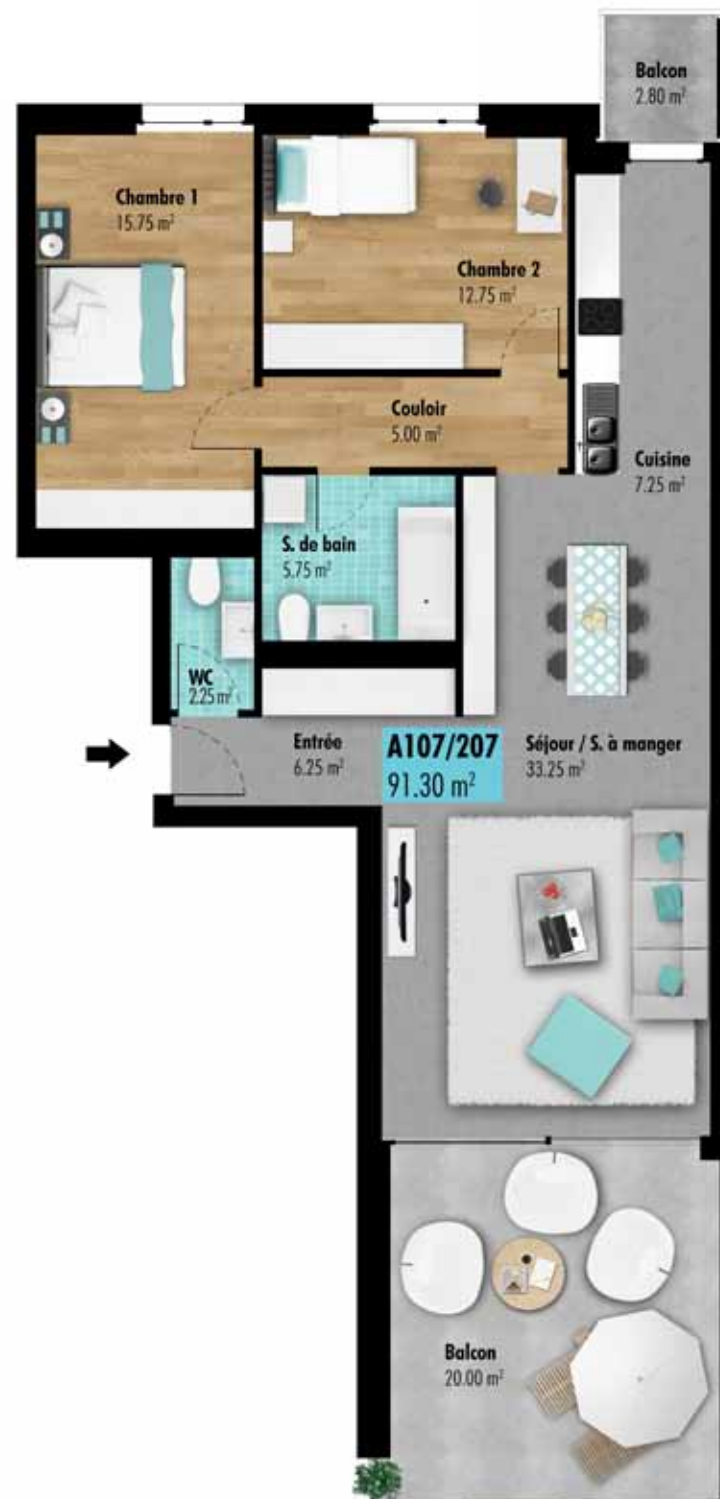 Balcon
2.80 m²
Chambre 1
15.75 m²
Chambre 2
12.75 m²
Couloir
5.00 m²
Cuisine
7.25 m²
S. de bain
5.75 m²
WC
2.25 m²
Entrée
6.25 m²
A107/207
91.30 m²
Séjour / S. à manger
33.25 m²
Balcon
20.00 m²